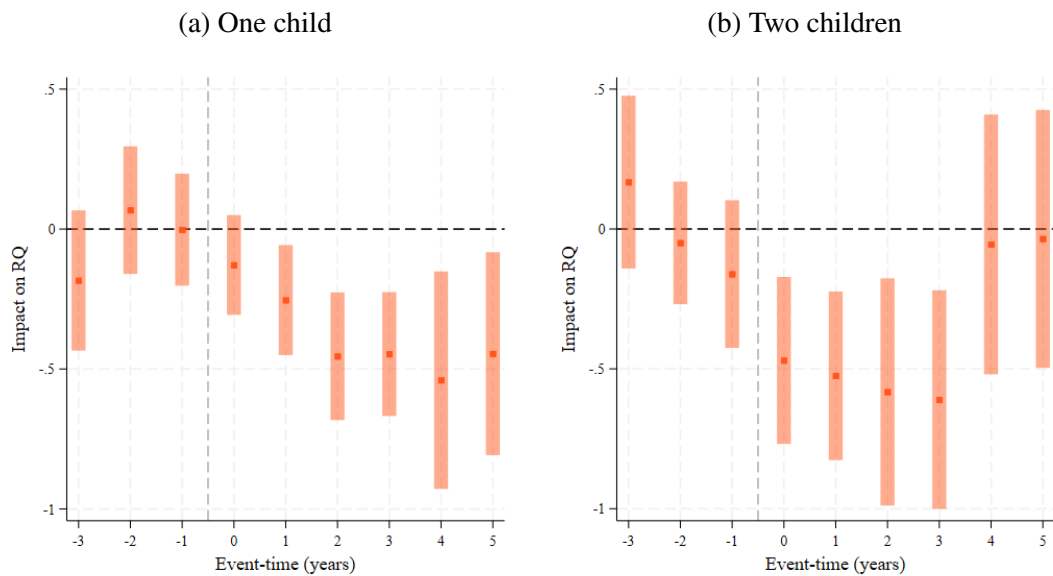 (a) One child
.5
0
-.5
-1
Impact on RQ
-3 -2 -1 0 1 2 3 4 5
Event-time (years)
(b) Two children
.5
0
-.5
-1
Impact on RQ
-3 -2 -1 0 1 2 3 4 5
Event-time (years)